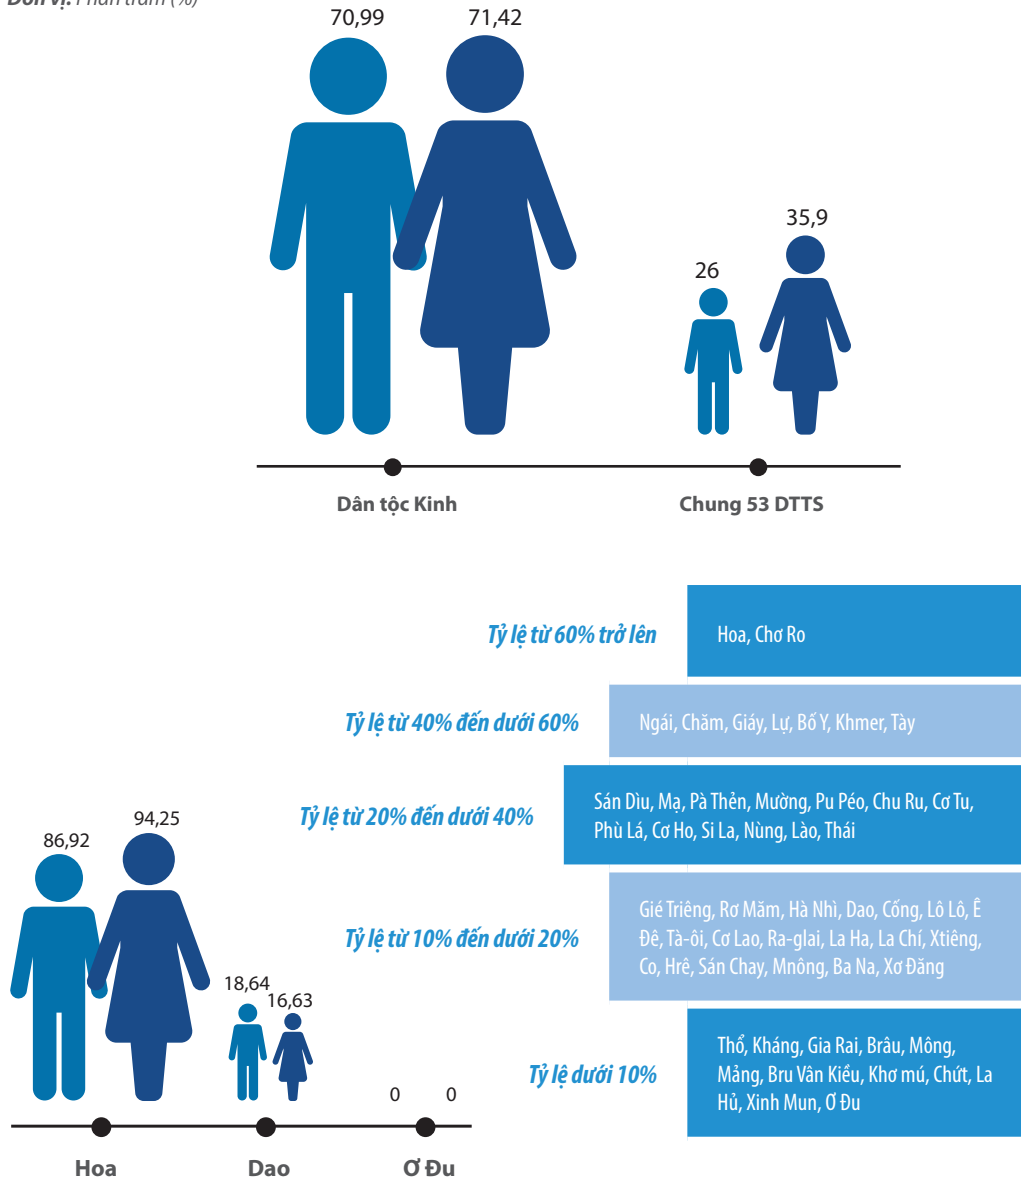 Đơn vị: Phần trăm (%)
70,99
71,42
26
35,9
Dân tộc Kinh
Chung 53 DTTS
Tỷ lệ từ 60% trở lên
Hoa, Chơ Ro
Tỷ lệ từ 40% đến dưới 60%
Ngái, Chăm, Giáy, Lự, Bố Y, Khmer, Tày
Tỷ lệ từ 20% đến dưới 40%
Sán Dìu, Mạ, Pà Thẻn, Mường, Pu Péo, Chu Ru, Cơ Tu,
Phù Lá, Cơ Ho, Si La, Nùng, Lào, Thái
Tỷ lệ từ 10% đến dưới 20%
Gié Triêng, Rơ Măm, Hà Nhì, Dao, Cống, Lô Lô, Ê
Đê, Tà-ôi, Cơ Lao, Ra-glai, La Ha, La Chí, Xtiêng,
Co, Hrê, Sán Chay, Mnông, Ba Na, Xơ Đăng
Tỷ lệ dưới 10%
Thổ, Kháng, Gia Rai, Brâu, Mông,
Mảng, Bru Vân Kiều, Khơ mú, Chứt, La
Hủ, Xinh Mun, Ơ Đu
86,92
94,25
18,64
16,63
0
0
Hoa
Dao
Ơ Đu